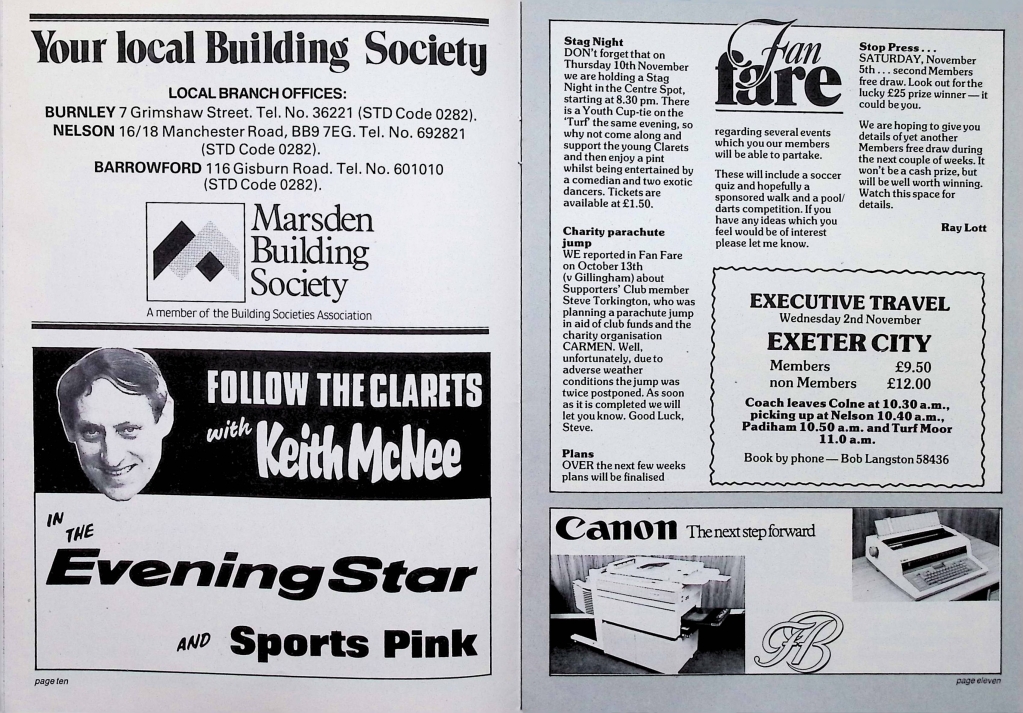 Your local Building Society
LOCAL BRANCH OFFICES:
BURNLEY 7 Grimshaw Street. Tel. No. 36221 (STD Code 0282).
NELSON 16/18 Manchester Road, BB9 7EG. Tel. No. 692821
(STD Code 0282).
BARROWFORD 116 Gisburn Road. Tel. No. 601010
(STD Code 0282).
Marsden
Building
Society
A member of the Building Societies Association
FOLLOW THE CLARETS
with
Keith McNee
IN
THE
Evening Star
AND Sports Pink
page ten
Stag Night
DON't forget that on
Thursday 10th November
we are holding a Stag
Night in the Centre Spot,
starting at 8.30 pm. There
is a Youth Cup-tie on the
'Turf' the same evening, so
why not come along and
support the young Clarets
and then enjoy a pint
whilst being entertained by
a comedian and two exotic
dancers. Tickets are
available at £1.50.
Charity parachute
jump
WE reported in Fan Fare
on October 13th
(v Gillingham) about
Supporters' Club member
Steve Torkington, who was
planning a parachute jump
in aid of club funds and the
charity organisation
CARMEN. Well,
unfortunately, due to
adverse weather
conditions the jump was
twice postponed. As soon
as it is completed we will
let you know. Good Luck,
Steve.
Plans
OVER the next few weeks
plans will be finalised
Fan
fare
regarding several events
which you our members
will be able to partake.
These will include a soccer
quiz and hopefully a
sponsored walk and a pool/
darts competition. If you
have any ideas which you
feel would be of interest
please let me know.
Stop Press . . .
SATURDAY, November
5th . . . second Members
free draw. Look out for the
lucky £25 prize winner — it
could be you.
We are hoping to give you
details of yet another
Members free draw during
the next couple of weeks. It
won't be a cash prize, but
will be well worth winning.
Watch this space for
details.
Ray Lott
EXECUTIVE TRAVEL
Wednesday 2nd November
EXETER CITY
Members £9.50
non Members £12.00
Coach leaves Colne at 10.30 a.m.,
picking up at Nelson 10.40 a.m.,
Padiham 10.50 a.m. and Turf Moor
11.0 a.m.
Book by phone — Bob Langston 58436
Canon The next step forward
page eleven